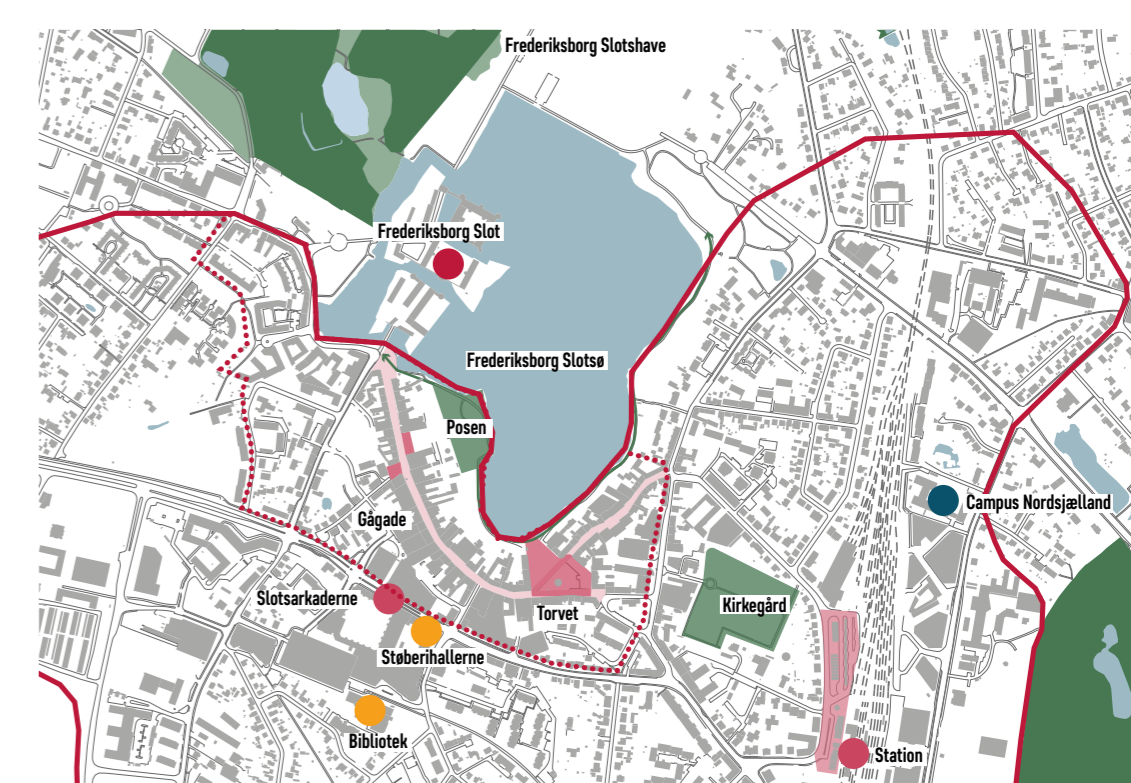 Frederiksborg Slotshave
Frederiksborg Slot
Frederiksborg Slotsø
Posen
Campus Nordsjælland
Gågade
Slotsarkaderne
Torvet
Kirkegård
Støberihallerne
Bibliotek
Station